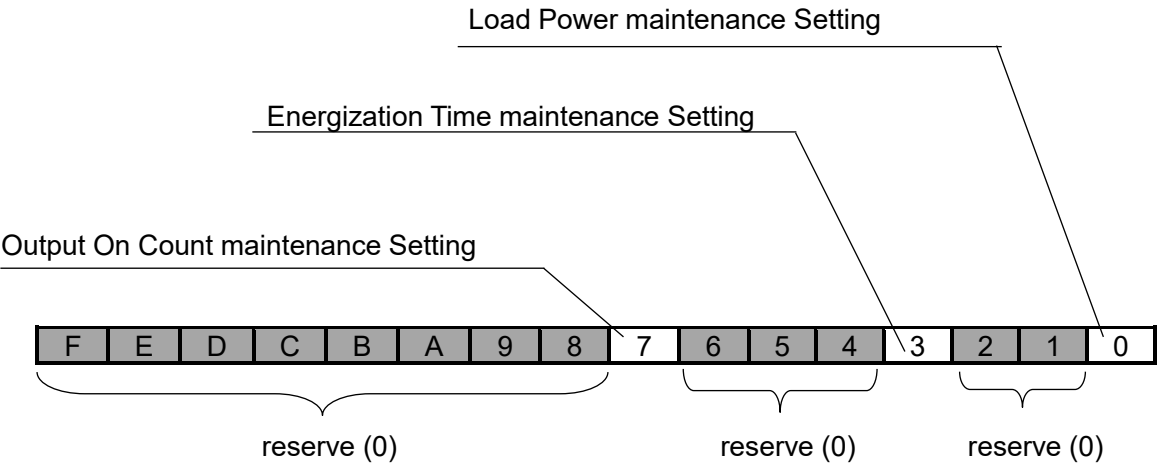 Load Power maintenance Setting
Energization Time maintenance Setting
Output On Count maintenance Setting
F E D C B A 9 8 7 6 5 4 3 2 1 0
reserve (0) reserve (0) reserve (0)